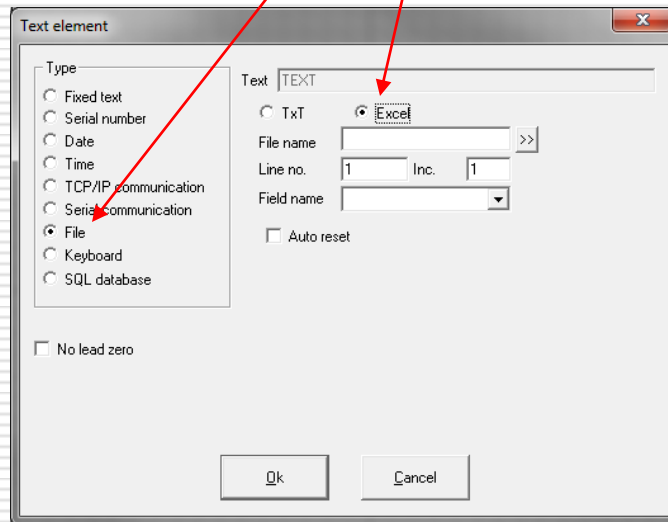 Text element
Type
Fixed text
Serial number
Date
Time
TCP/IP communication
Serial communication
File
Keyboard
SQL database
No lead zero
Text TEXT
TxT Excel
File name >>
Line no. 1 Inc. 1
Field name
Auto reset
Ok Cancel